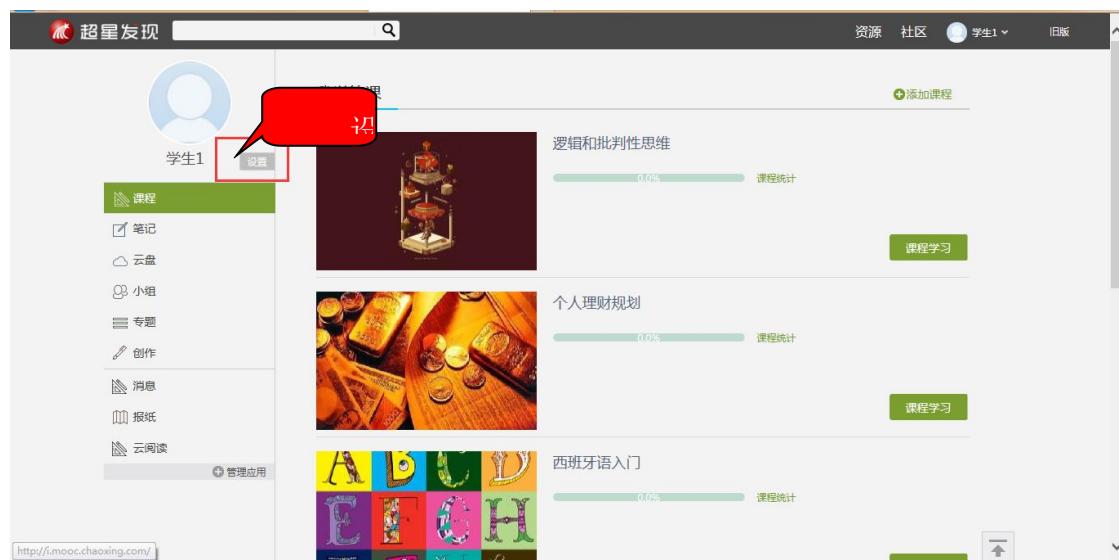 超星发现
资源 社区 学生1 旧版
课
添加课程
设
学生1 设置
课程
笔记
云盘
小组
专题
创作
消息
报纸
云阅读
管理应用
逻辑和批判性思维
0.0% 课程统计
课程学习
个人理财规划
0.0% 课程统计
课程学习
A B C D
E F G H
西班牙语入门
0.0% 课程统计
http://i.mooc.chaoxing.com/